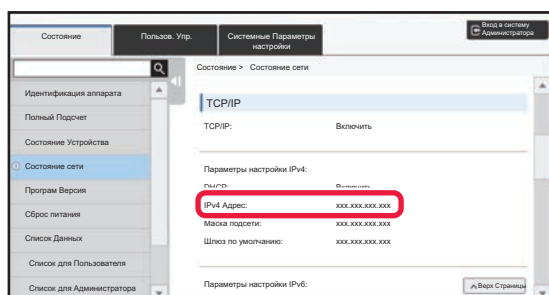 Состояние
Пользов. Упр.
Системные Параметры
настройки
Вход в систему
Администратора
Состояние > Состояние сети
Идентификация аппарата
Полный Подсчет
Состояние Устройства
Состояние сети
Програм Версия
Сброс питания
Список Данных
Список для Пользователя
Список для Администратора
TCP/IP
TCP/IP: Включить
Параметры настройки IPv4:
DHCP: Включить
IPv4 Адрес: xxx.xxx.xxx.xxx
Маска подсети: xxx.xxx.xxx.xxx
Шлюз по умолчанию: xxx.xxx.xxx.xxx
Параметры настройки IPv6:
Верх Страницы